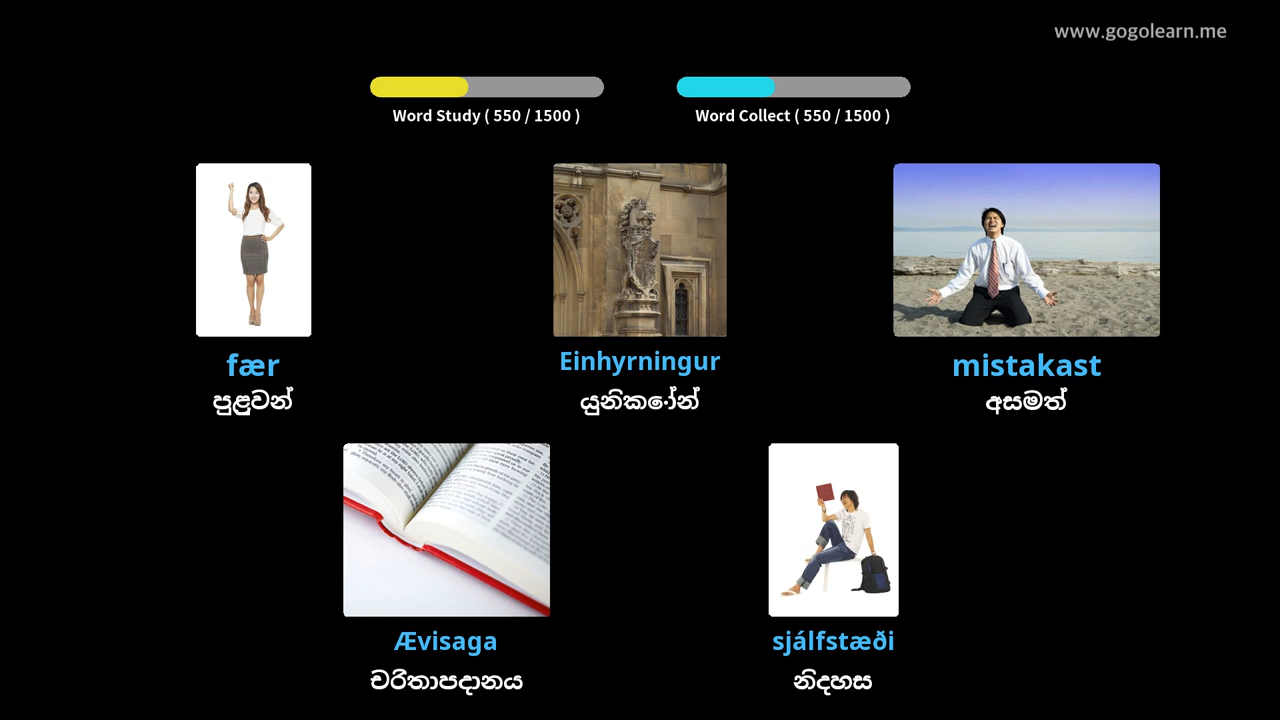 www.gogolearn.me
Word Study ( 550 / 1500 )
Word Collect ( 550 / 1500 )
fær
පුළුවන්
Einhyrningur
යුනිකෝන්
mistakast
අසමත්
Ævisaga
චරිතාපදානය
sjálfstæði
නිදහස